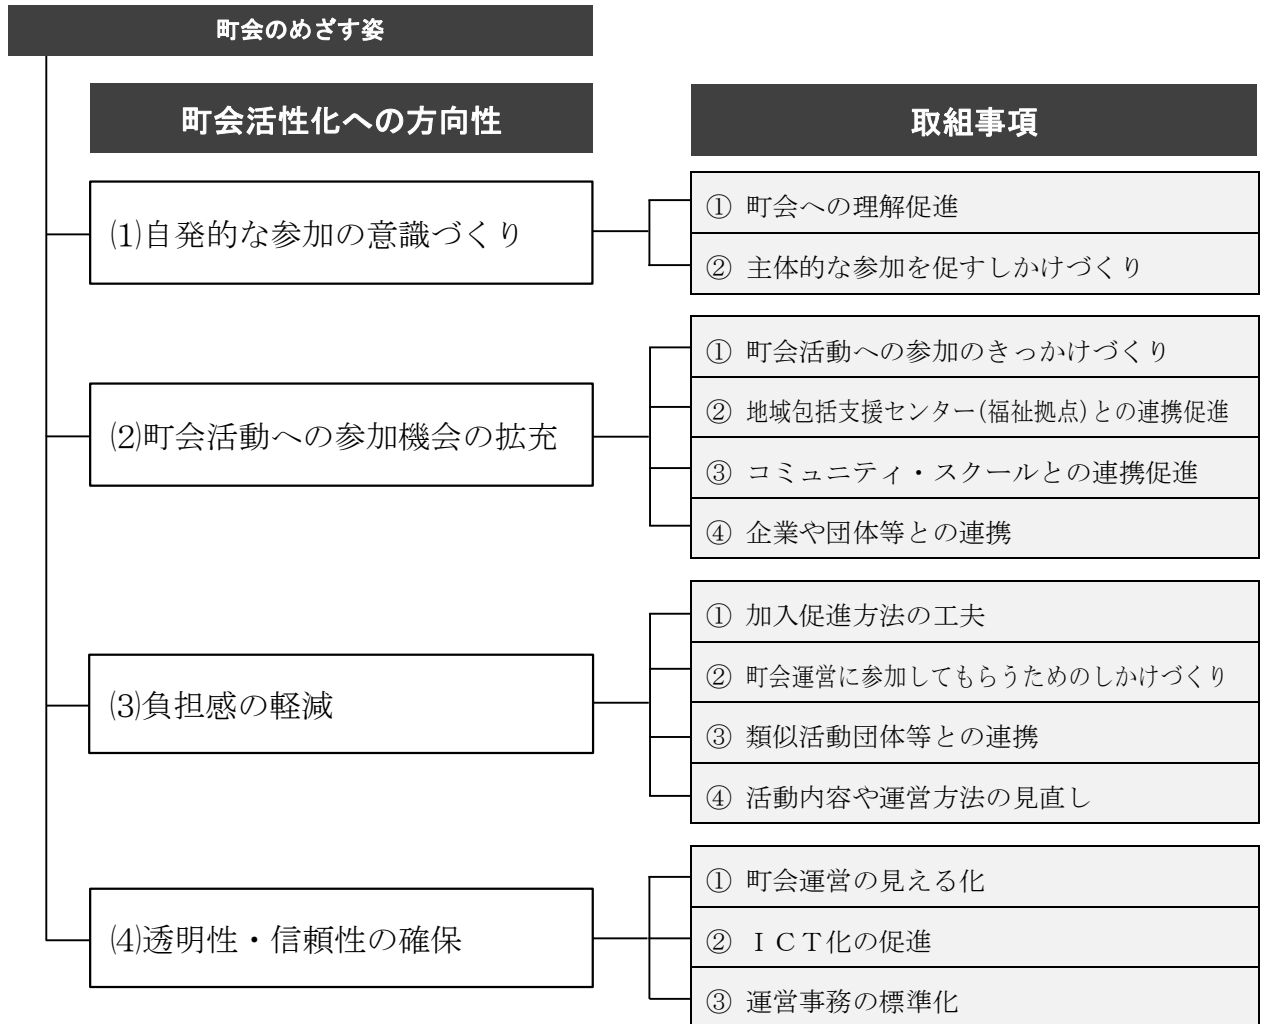 町会のめざす姿
町会活性化への方向性
取組事項
⑴自発的な参加の意識づくり
① 町会への理解促進
② 主体的な参加を促すしかけづくり
⑵町会活動への参加機会の拡充
① 町会活動への参加のきっかけづくり
② 地域包括支援センター(福祉拠点)との連携促進
③ コミュニティ・スクールとの連携促進
④ 企業や団体等との連携
⑶負担感の軽減
① 加入促進方法の工夫
② 町会運営に参加してもらうためのしかけづくり
③ 類似活動団体等との連携
④ 活動内容や運営方法の見直し
⑷透明性・信頼性の確保
① 町会運営の見える化
② ＩＣＴ化の促進
③ 運営事務の標準化